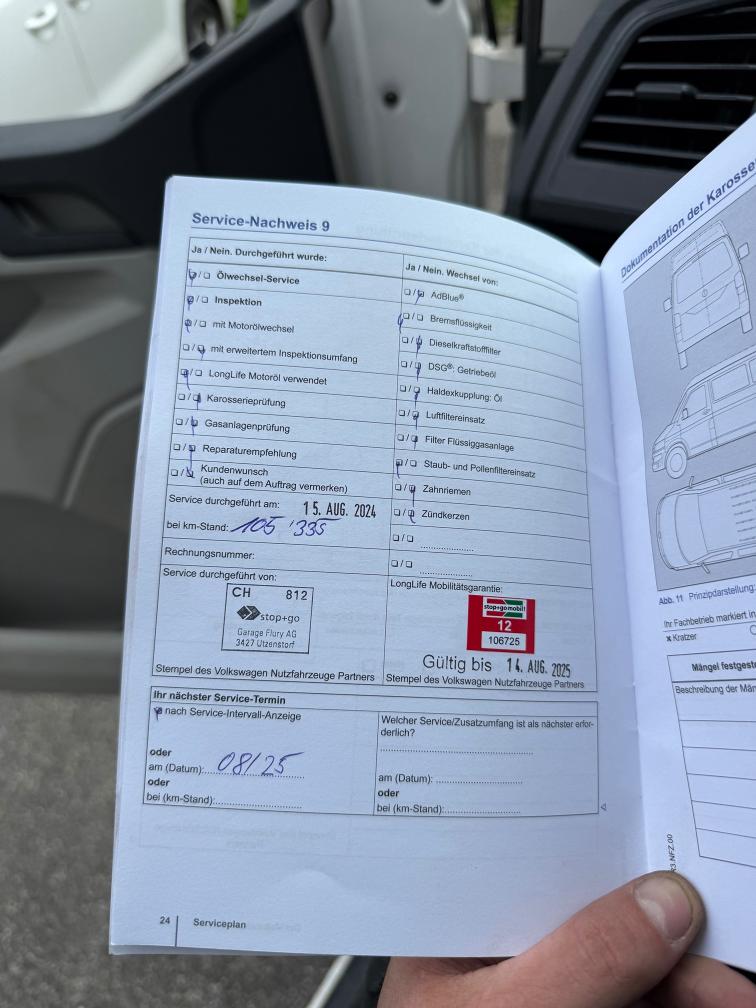 Service-Nachweis 9
Ja / Nein. Durchgeführt wurde:
Ölwechsel-Service
Inspektion
mit Motorölwechsel
mit erweitertem Inspektionsumfang
LongLife Motoröl verwendet
Karosserieprüfung
Gasanlagenprüfung
Reparaturempfehlung
Kundenwunsch
(auch auf dem Auftrag vermerken)
Service durchgeführt am: 15. AUG. 2024
bei km-Stand: 105'335
Rechnungsnummer:
Service durchgeführt von:
CH 812
stop+go
Garage Flury AG
3427 Utzenstorf
Stempel des Volkswagen Nutzfahrzeuge Partners
Ja / Nein. Wechsel von:
AdBlue®
Bremsflüssigkeit
Dieselkraftstofffilter
DSG®: Getriebeöl
Haldexkupplung: Öl
Luftfiltereinsatz
Filter Flüssiggasanlage
Staub- und Pollenfiltereinsatz
Zahnriemen
Zündkerzen
LongLife Mobilitätsgarantie:
stop+go mobil!
12
106725
Gültig bis 14. AUG. 2025
Stempel des Volkswagen Nutzfahrzeuge Partners
Ihr nächster Service-Termin
nach Service-Intervall-Anzeige
oder
am (Datum): 08/25
oder
bei (km-Stand):
Welcher Service/Zusatzumfang ist als nächster erfor-
derlich?
am (Datum):
oder
bei (km-Stand):
24 Serviceplan
Dokumentation der
Abb. 11 Prinzipdarstellung:
Ihr Fachbetrieb markiert
x Kratzer
Mängel
Beschreibung der